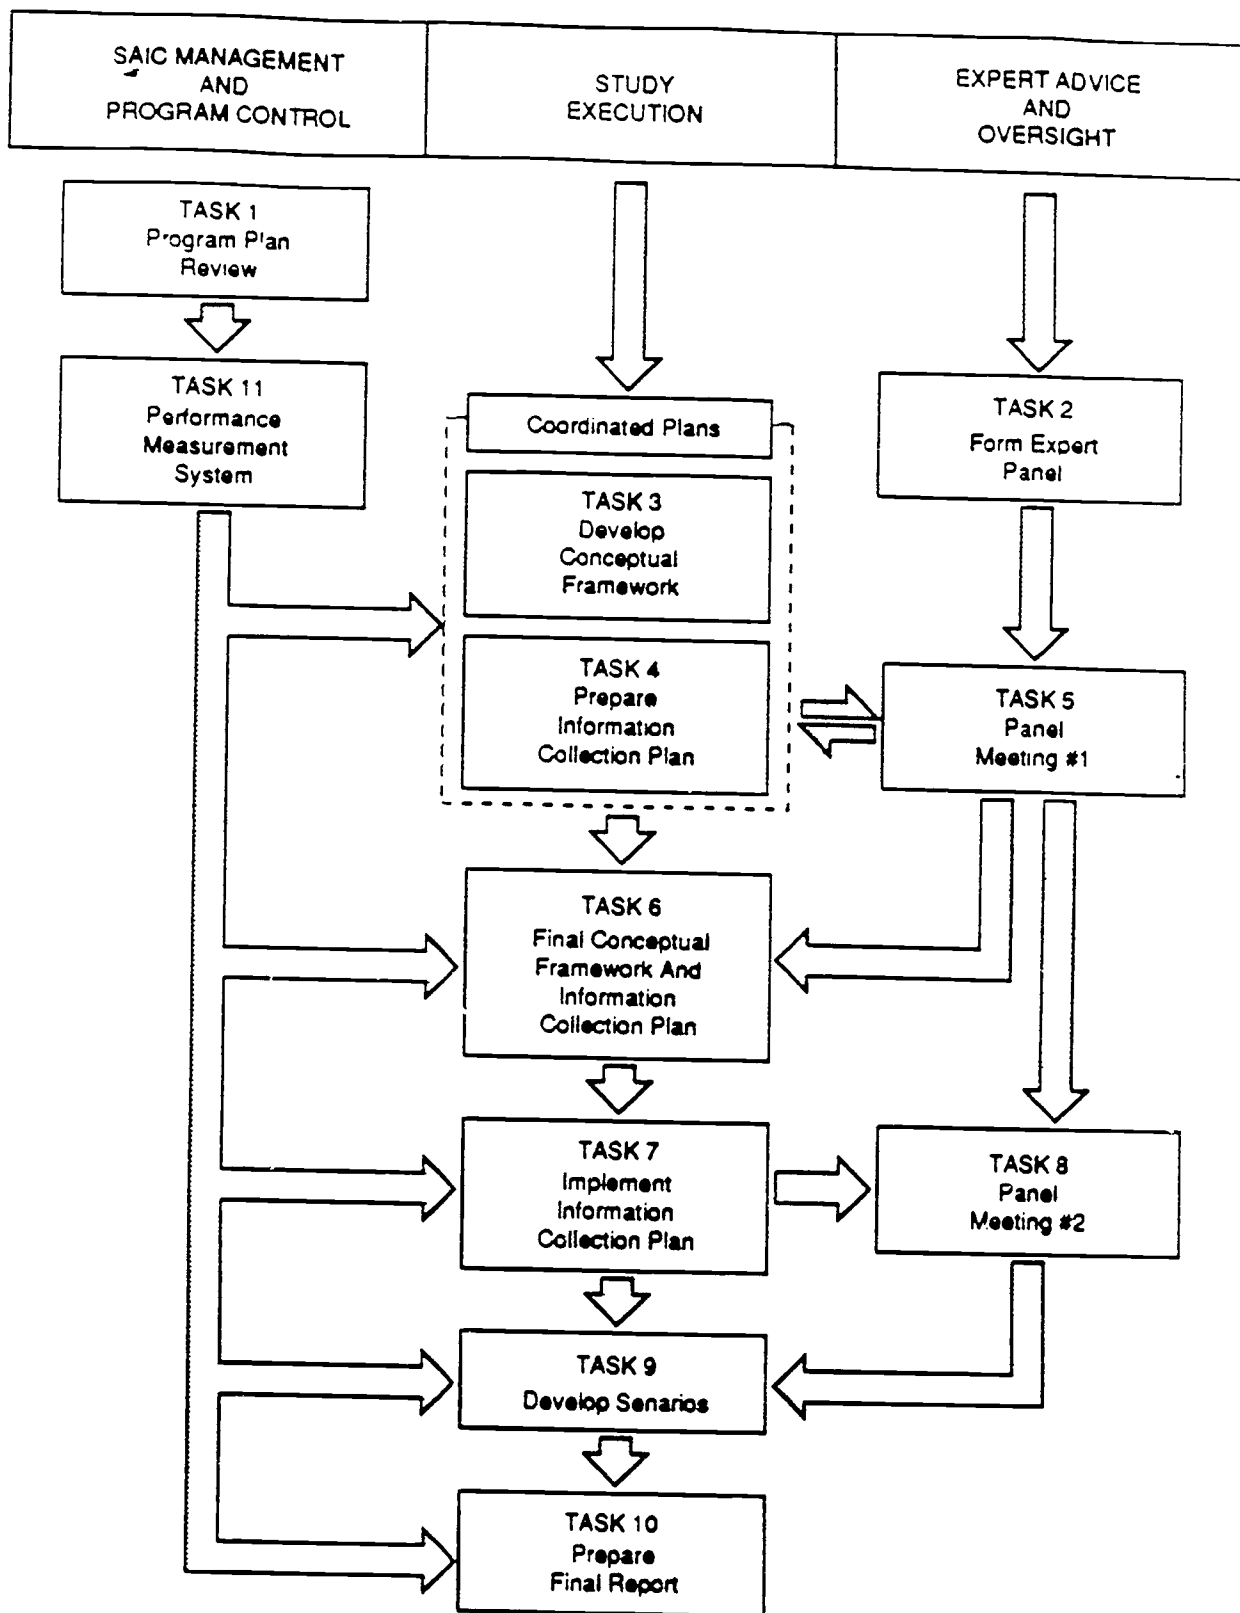 SAIC MANAGEMENT
AND
PROGRAM CONTROL
STUDY
EXECUTION
EXPERT ADVICE
AND
OVERSIGHT
TASK 1
Program Plan
Review
TASK 11
Performance
Measurement
System
Coordinated Plans
TASK 2
Form Expert
Panel
TASK 3
Develop
Conceptual
Framework
TASK 4
Prepare
Information
Collection Plan
TASK 5
Panel
Meeting #1
TASK 6
Final Conceptual
Framework And
Information
Collection Plan
TASK 7
Implement
Information
Collection Plan
TASK 8
Panel
Meeting #2
TASK 9
Develop Senarios
TASK 10
Prepare
Final Report